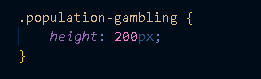 .population-gambling {
    height: 200px;
}